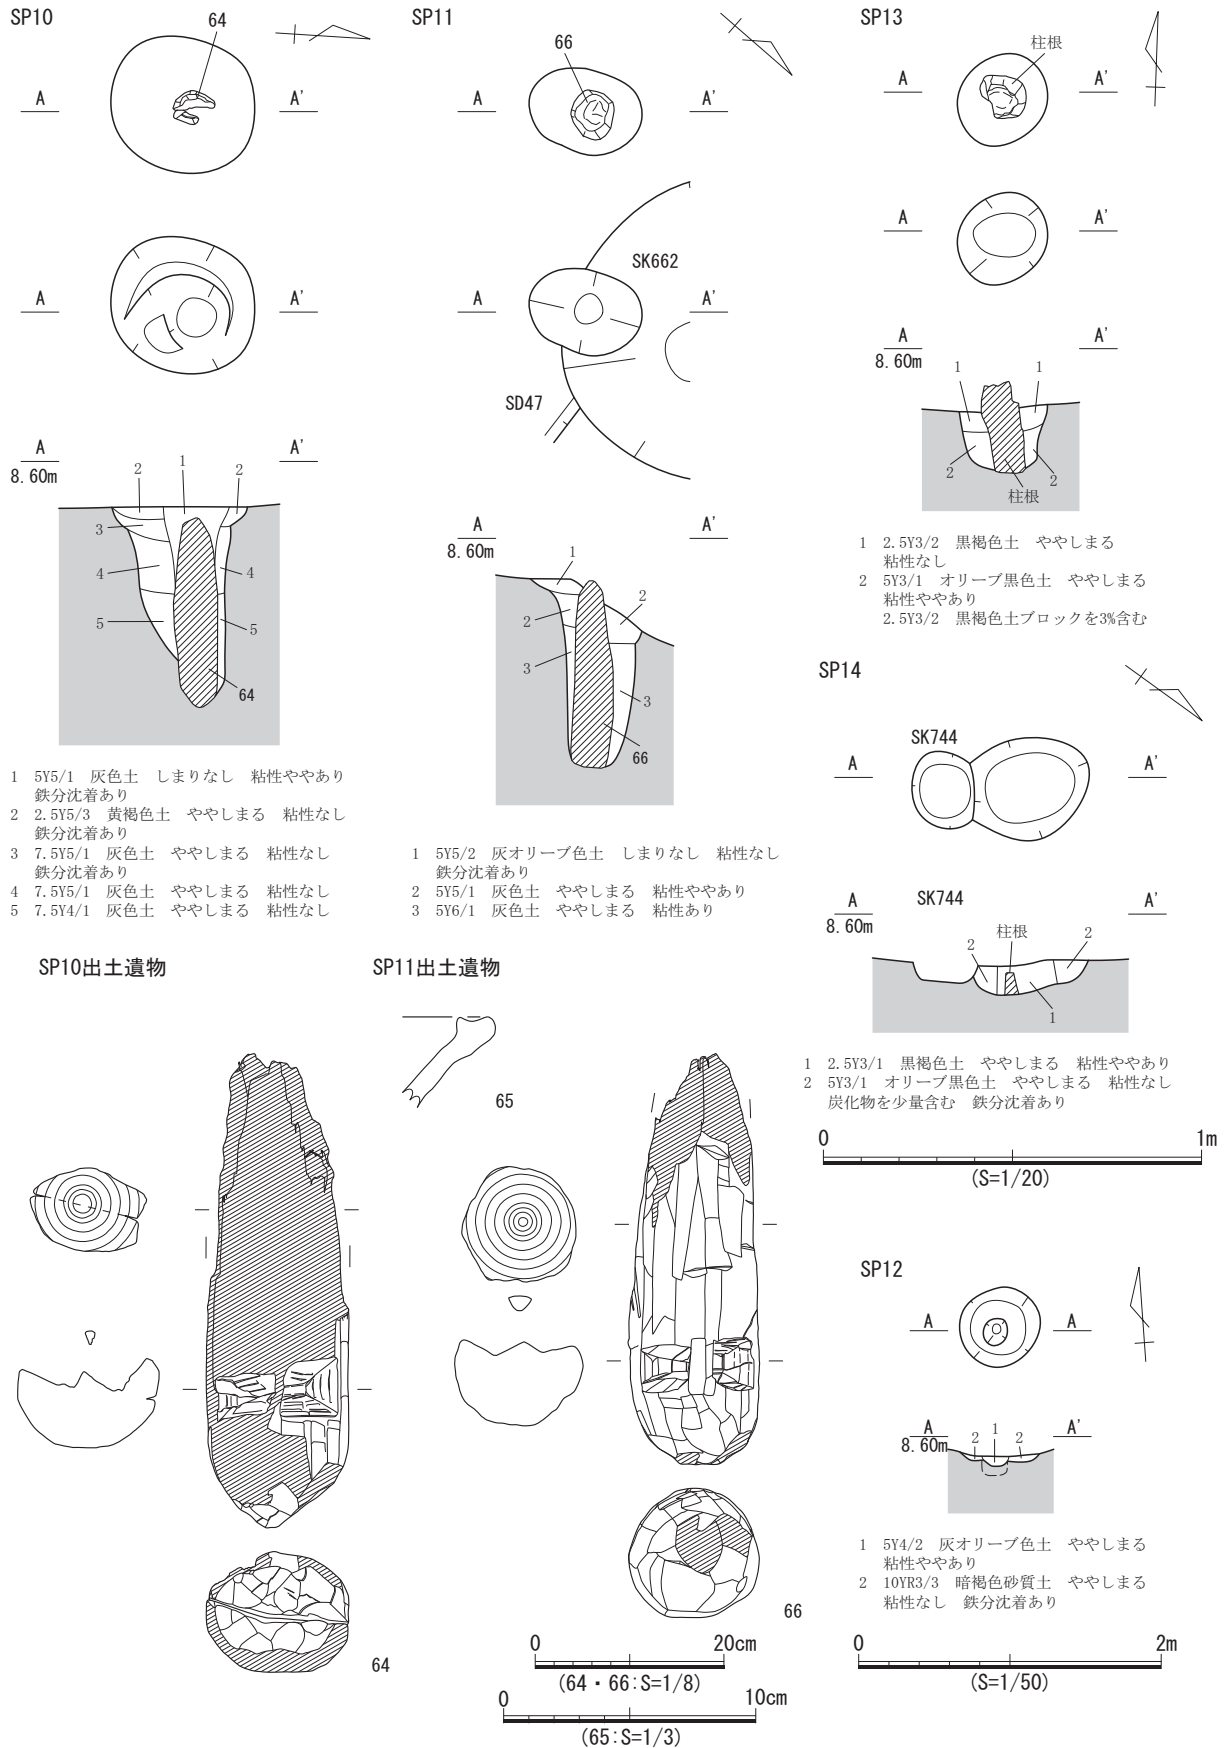 SP10
64
A
A'
A
A'
A
8.60m
A'
2
1
2
3
4
4
5
5
64
1 5Y5/1 灰色土 しまりなし 粘性ややあり
鉄分沈着あり
2 2.5Y5/3 黄褐色土 ややしまる 粘性なし
鉄分沈着あり
3 7.5Y5/1 灰色土 ややしまる 粘性なし
鉄分沈着あり
4 7.5Y5/1 灰色土 ややしまる 粘性なし
5 7.5Y4/1 灰色土 ややしまる 粘性なし
SP11
66
A
A'
SK662
A
A'
SD47
A
8.60m
A'
1
2
2
3
3
66
1 5Y5/2 灰オリーブ色土 しまりなし 粘性なし
鉄分沈着あり
2 5Y5/1 灰色土 ややしまる 粘性ややあり
3 5Y6/1 灰色土 ややしまる 粘性あり
SP13
柱根
A
A'
A
A'
A
8.60m
A'
1
1
2
2
柱根
1 2.5Y3/2 黒褐色土 ややしまる
粘性なし
2 5Y3/1 オリーブ黒色土 ややしまる
粘性ややあり
2.5Y3/2 黒褐色土ブロックを3%含む
SP14
SK744
A
A'
A
8.60m
SK744
A'
柱根
2
2
1
1 2.5Y3/1 黒褐色土 ややしまる 粘性ややあり
2 5Y3/1 オリーブ黒色土 ややしまる 粘性なし
炭化物を少量含む 鉄分沈着あり
0 1m
(S=1/20)
SP12
A
A
A
8.60m
A'
2
1
2
1 5Y4/2 灰オリーブ色土 ややしまる
粘性ややあり
2 10YR3/3 暗褐色砂質土 ややしまる
粘性なし 鉄分沈着あり
0 2m
(S=1/50)
SP10出土遺物
64
SP11出土遺物
65
66
0 20cm
(64・66:S=1/8)
0 10cm
(65:S=1/3)